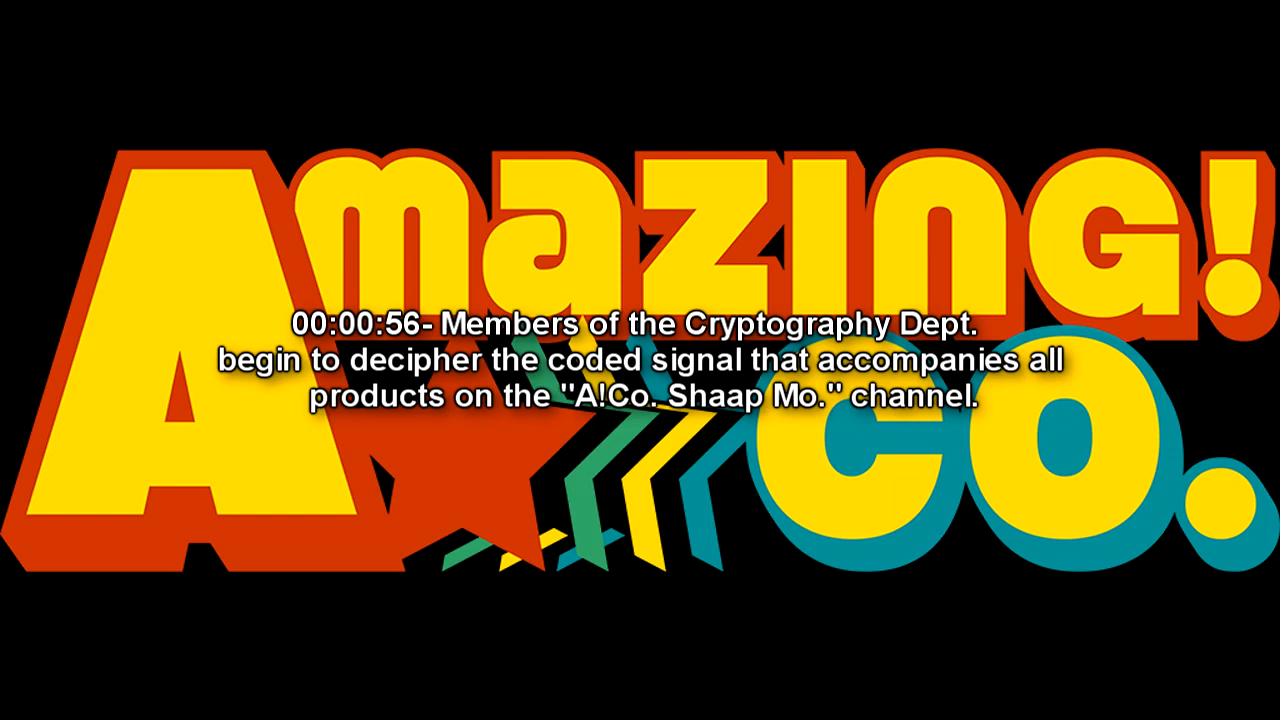 AmaZING!
Co.
00:00:56- Members of the Cryptography Dept.
begin to decipher the coded signal that accompanies all
products on the "A!Co. Shaap Mo." channel.